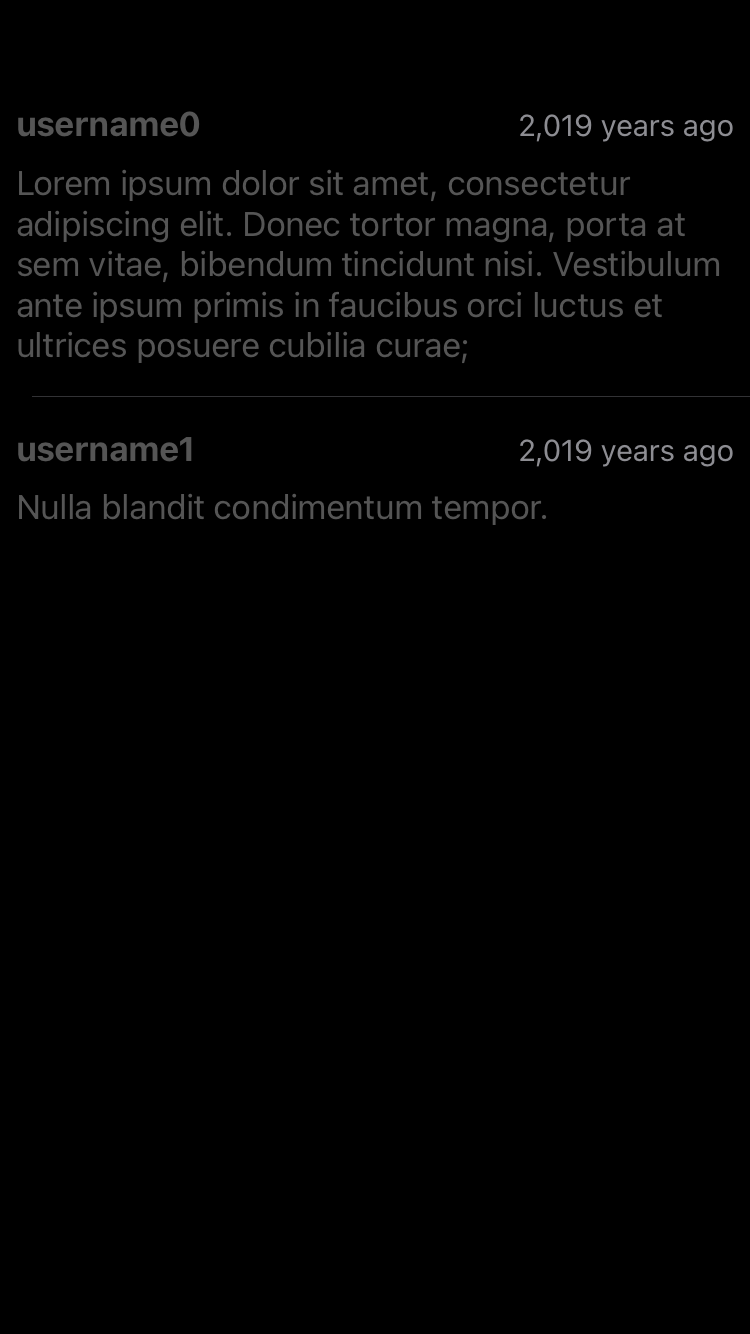 username0 2,019 years ago
Lorem ipsum dolor sit amet, consectetur
adipiscing elit. Donec tortor magna, porta at
sem vitae, bibendum tincidunt nisi. Vestibulum
ante ipsum primis in faucibus orci luctus et
ultrices posuere cubilia curae;
username1 2,019 years ago
Nulla blandit condimentum tempor.